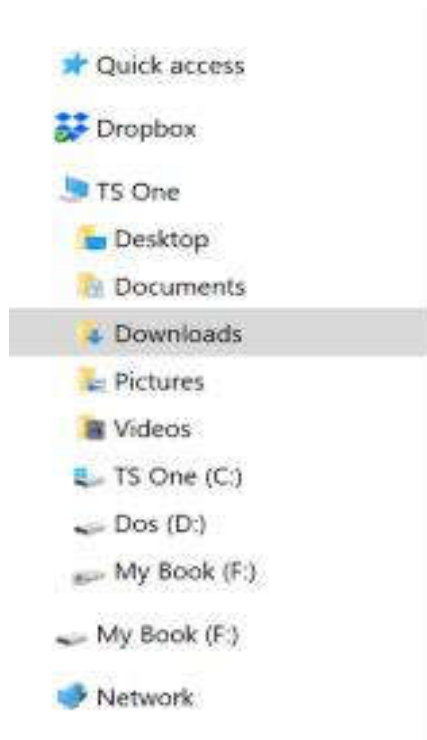 Quick access
Dropbox
TS One
Desktop
Documents
Downloads
Pictures
Videos
TS One (C:)
Dos (D:)
My Book (F:)
My Book (F:)
Network